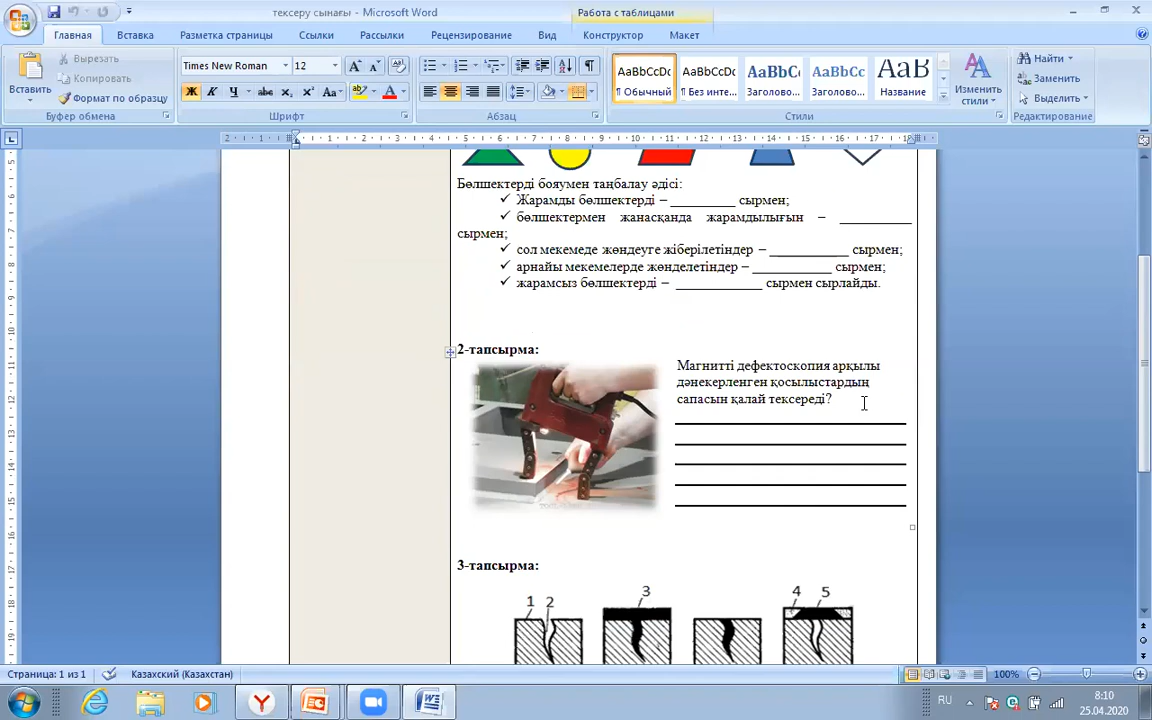 тексеру сынағы - Microsoft Word
Работа с таблицами
Главная
Вставка
Разметка страницы
Ссылки
Рассылки
Рецензирование
Вид
Конструктор
Макет
Вставить
Вырезать
Копировать
Формат по образцу
Буфер обмена
Times New Roman
12
Шрифт
Абзац
AaBbCcDc
¶ Обычный
AaBbCcDc
¶ Без инте...
AaBbC
Заголово...
AaBbCc
Заголово...
AaB
Название
Стили
Изменить стили
Найти
Заменить
Выделить
Редактирование
Бөлшектерді бояумен таңбалау әдісі:
✓ Жарамды бөлшектерді – _________ сырмен;
✓ бөлшектермен жанасқанда жарамдылығын – __________
сырмен;
✓ сол мекемеде жөндеуге жіберілетіндер – ___________ сырмен;
✓ арнайы мекемелерде жөнделетіндер – ___________ сырмен;
✓ жарамсыз бөлшектерді – ____________ сырмен сырлайды.
2-тапсырма:
Магнитті дефектоскопия арқылы
дәнекерленген қосылыстардың
сапасын қалай тексереді?
3-тапсырма:
1 2 3 4 5
Страница: 1 из 1
Казахский (Казахстан)
100%
RU
8:10
25.04.2020